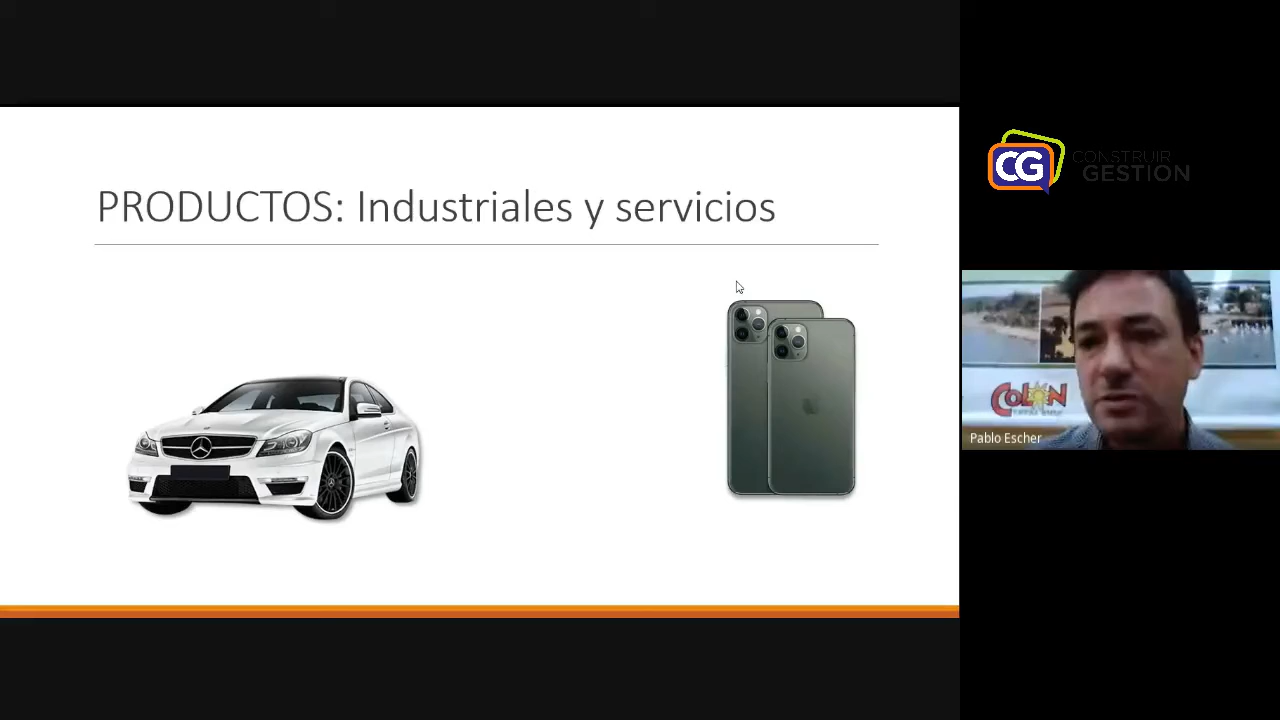 PRODUCTOS: Industriales y servicios
CG CONSTRUIR
GESTION
COLÓN
Pablo Escher